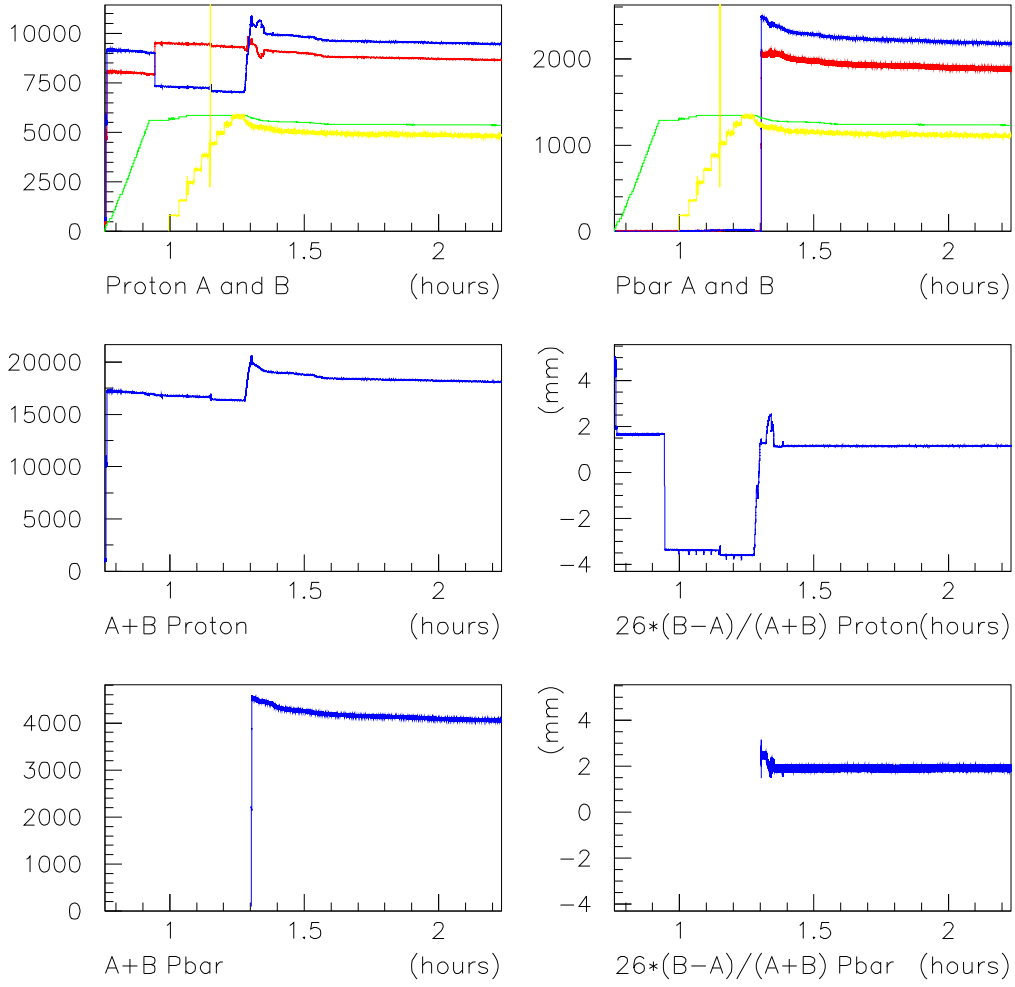 10000
7500
5000
2500
0
1 1.5 2
Proton A and B (hours)
2000
1000
0
1 1.5 2
Pbar A and B (hours)
20000
15000
10000
5000
0
1 1.5 2
A+B Proton (hours)
(mm)
4
2
0
−2
−4
1 1.5 2
26*(B−A)/(A+B) Proton(hours)
4000
3000
2000
1000
0
1 1.5 2
A+B Pbar (hours)
(mm)
4
2
0
−2
−4
1 1.5 2
26*(B−A)/(A+B) Pbar (hours)